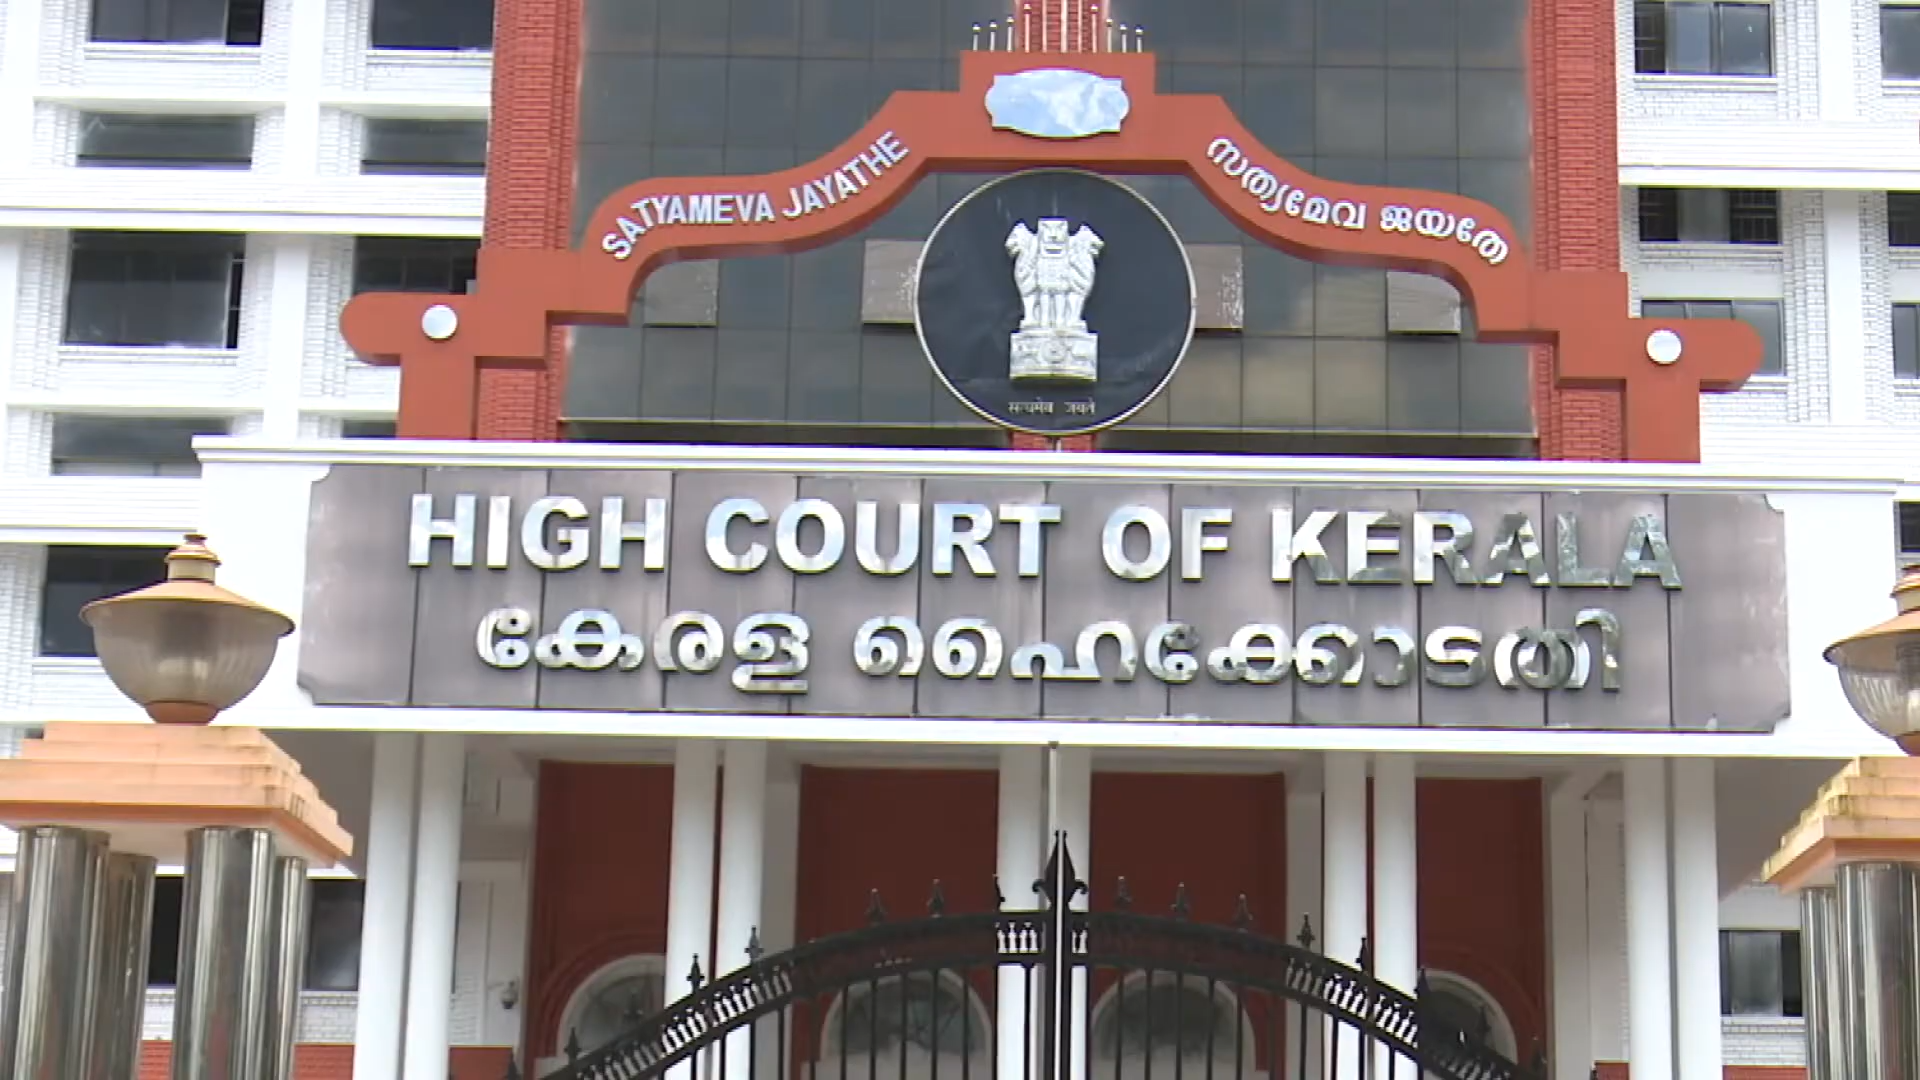 SATYAMEVA JAYATHE
സത്യമേവ ജയതേ
सत्यमेव जयते
HIGH COURT OF KERALA
കേരള ഹൈക്കോടതി